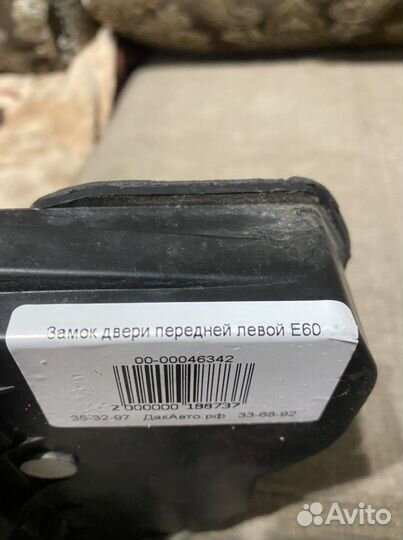 Замок двери передней левой E60
00-00046342
2 000000 188737
35-32-97 ДакАвто.рф 33-68-92
Avito